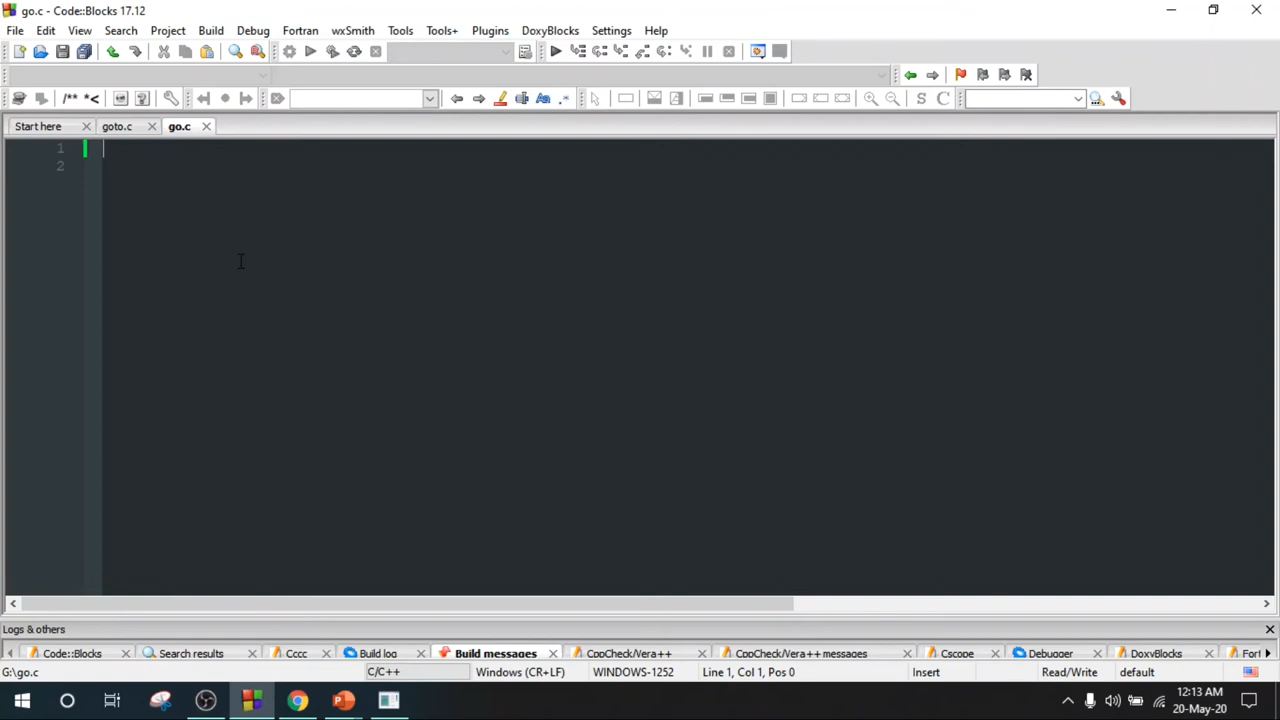 go.c - Code::Blocks 17.12
File Edit View Search Project Build Debug Fortran wxSmith Tools Tools+ Plugins DoxyBlocks Settings Help
/** *<
S C
Start here goto.c go.c
1
2
Logs & others
Code::Blocks Search results Cccc Build log Build messages CppCheck/Vera++ CppCheck/Vera++ messages Cscope Debugger DoxyBlocks Fort
G:\go.c C/C++ Windows (CR+LF) WINDOWS-1252 Line 1, Col 1, Pos 0 Insert Read/Write default
12:13 AM
20-May-20